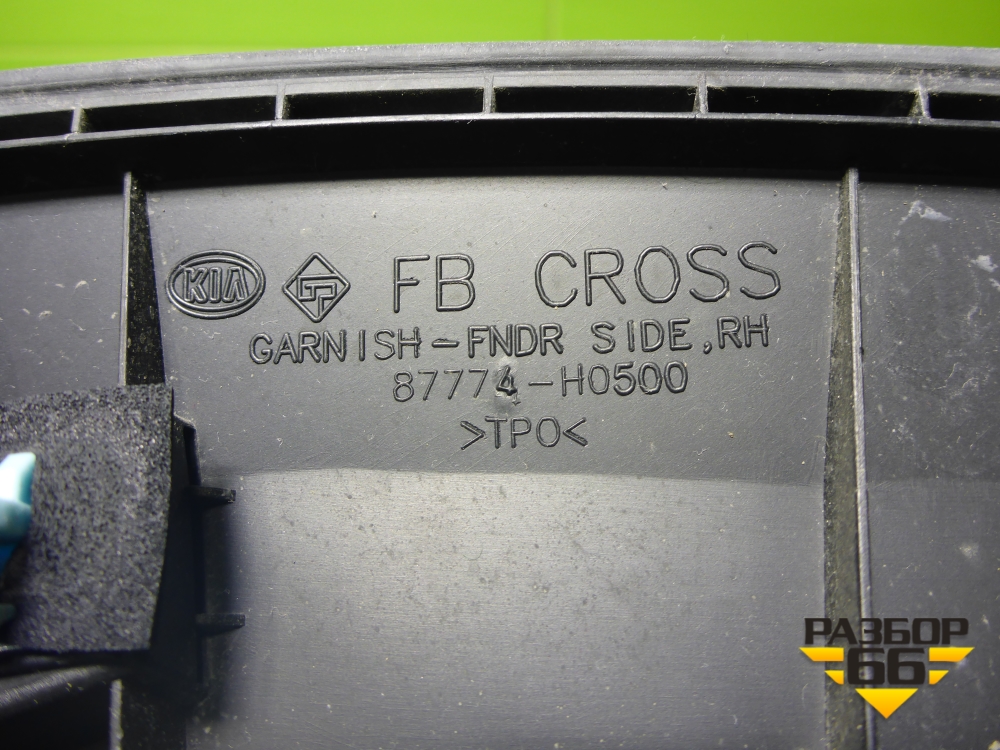 KIA FB CROSS
GARNISH-FNDR SIDE,RH
87774-H0500
>TPO<
РАЗБОР
66